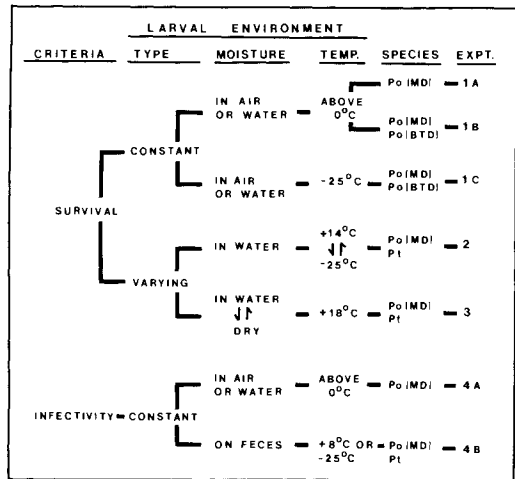 LARVAL ENVIRONMENT
CRITERIA TYPE MOISTURE TEMP. SPECIES EXPT.
Po(MD) 1A
IN AIR OR WATER
ABOVE 0°C
Po(MD)
Po(BTD)
1B
CONSTANT
IN AIR OR WATER
-25°C
Po(MD)
Po(BTD)
1C
SURVIVAL
IN WATER
+14°C
⇃↾
-25°C
Po(MD)
Pt
2
VARYING
IN WATER
⇃↾
DRY
+18°C
Po(MD)
Pt
3
IN AIR OR WATER
ABOVE 0°C
Po(MD)
4A
INFECTIVITY CONSTANT
ON FECES
+8°C OR
-25°C
Po(MD)
Pt
4B